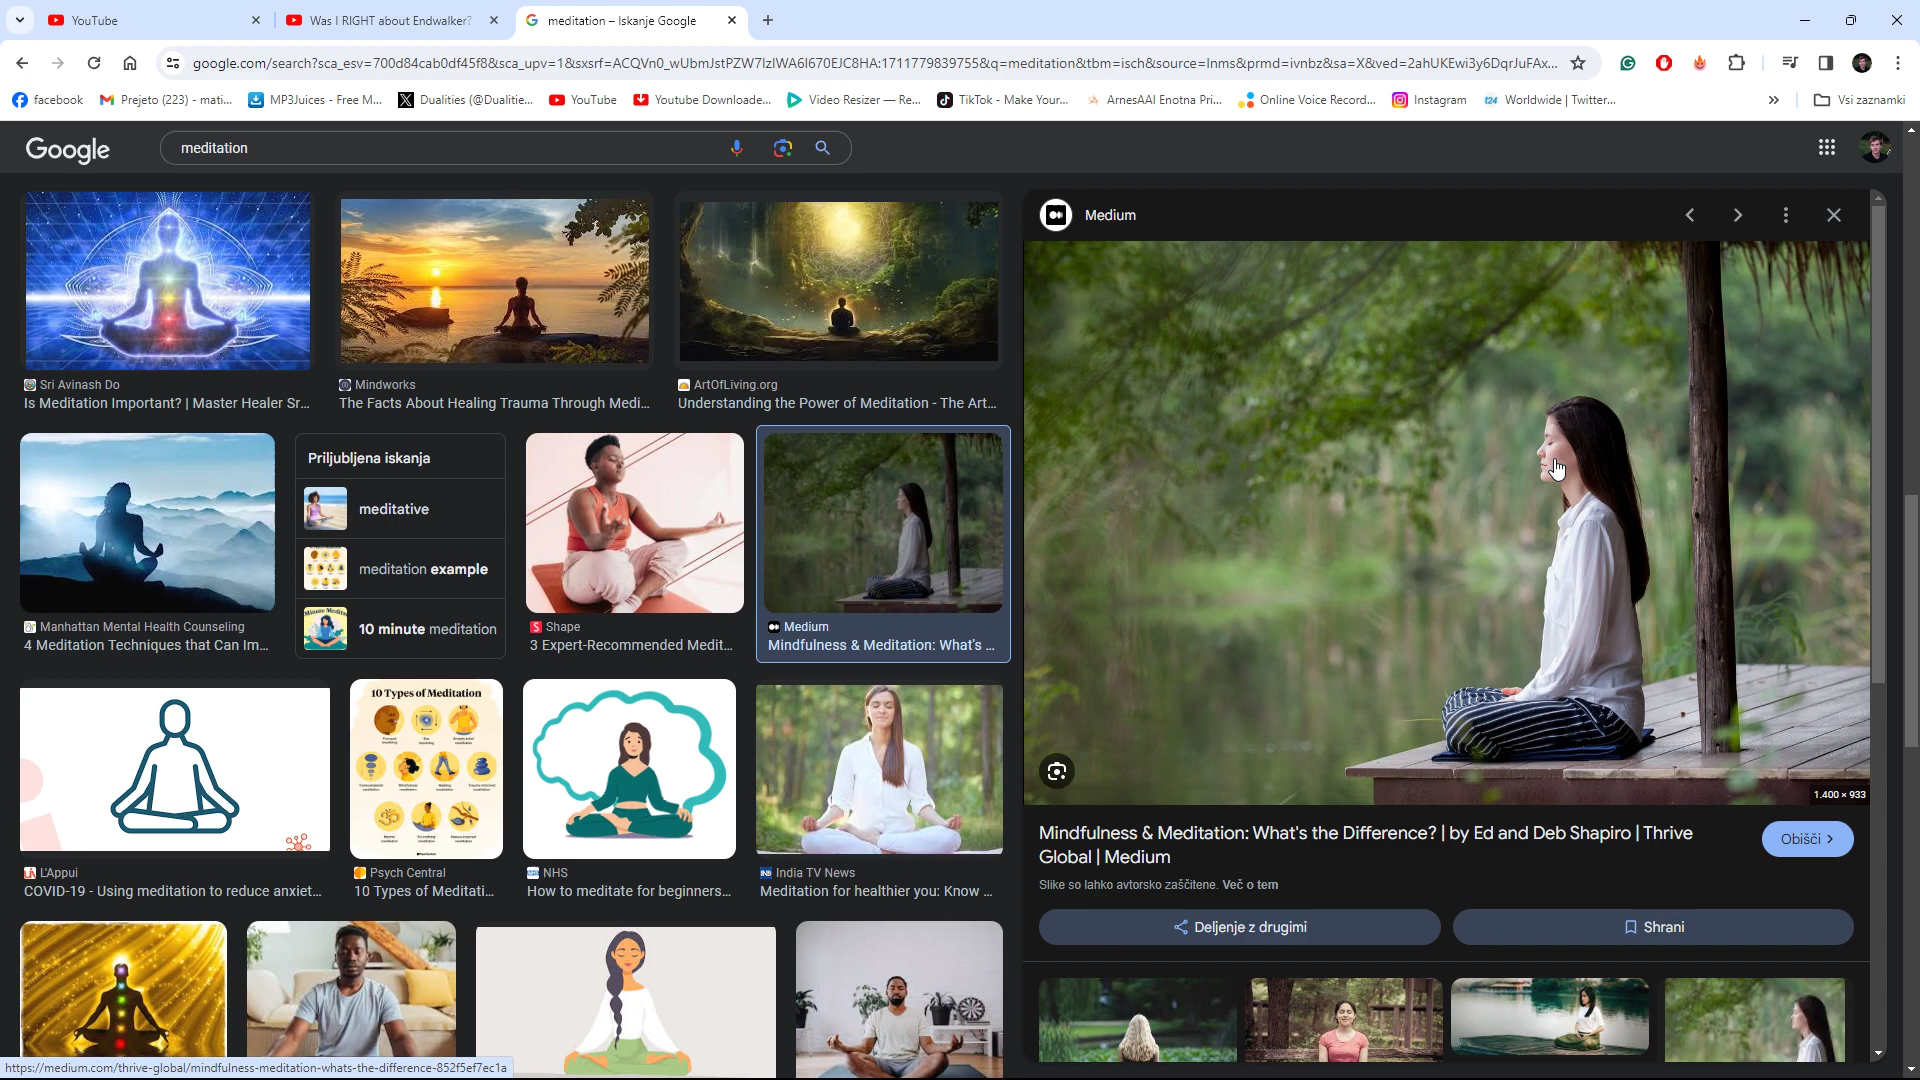 YouTube
Was I RIGHT about Endwalker?
meditation – Iskanje Google
google.com/search?sca_esv=700d84cab0df45f8&sca_upv=1&sxsrf=ACQVn0_wUbmJstPZW7IzIWA6I670EJC8HA:1711779839755&q=meditation&tbm=isch&source=lnms&prmd=ivnbz&sa=X&ved=2ahUKEwi3y6DqrJuFAx...
facebook
Prejeto (223) - mati...
MP3Juices - Free M...
Dualities (@Dualitie...
YouTube
Youtube Downloade...
Video Resizer — Re...
TikTok - Make Your...
ArnesAAI Enotna Pri...
Online Voice Record...
Instagram
t24 Worldwide | Twitter...
Vsi zaznamki
Google
meditation
Sri Avinash Do
Is Meditation Important? | Master Healer Sr...
Mindworks
The Facts About Healing Trauma Through Medi...
ArtOfLiving.org
Understanding the Power of Meditation - The Art...
Manhattan Mental Health Counseling
4 Meditation Techniques that Can Im...
Priljubljena iskanja
meditative
meditation example
10 minute meditation
Shape
3 Expert-Recommended Medit...
Medium
Mindfulness & Meditation: What's ...
L'Appui
COVID-19 - Using meditation to reduce anxiet...
10 Types of Meditation
Psych Central
10 Types of Meditati...
NHS
How to meditate for beginners...
India TV News
Meditation for healthier you: Know ...
Medium
1.400 × 933
Mindfulness & Meditation: What's the Difference? | by Ed and Deb Shapiro | Thrive
Global | Medium
Obišči
Slike so lahko avtorsko zaščitene. Več o tem
Deljenje z drugimi
Shrani
https://medium.com/thrive-global/mindfulness-meditation-whats-the-difference-852f5ef7ec1a